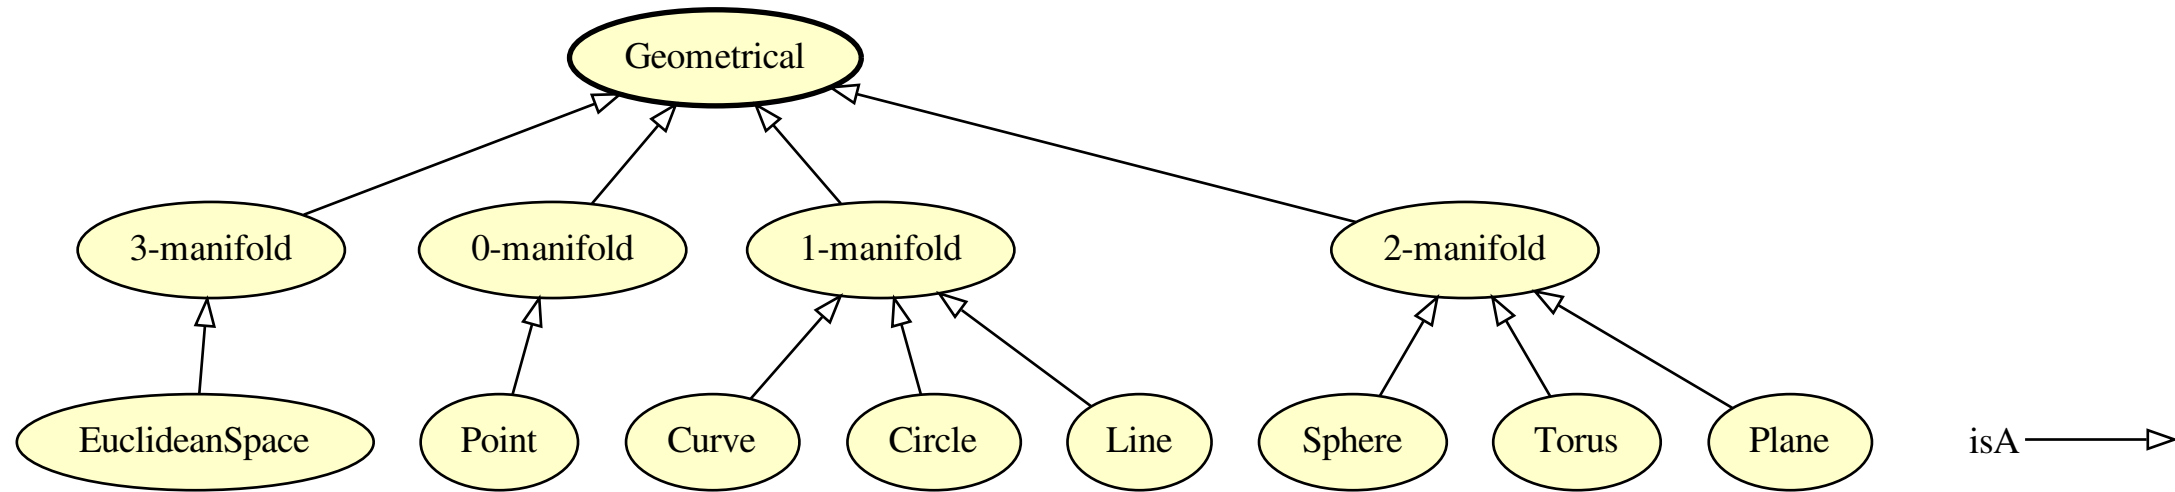 Geometrical
3-manifold
0-manifold
1-manifold
2-manifold
EuclideanSpace
Point
Curve
Circle
Line
Sphere
Torus
Plane
isA